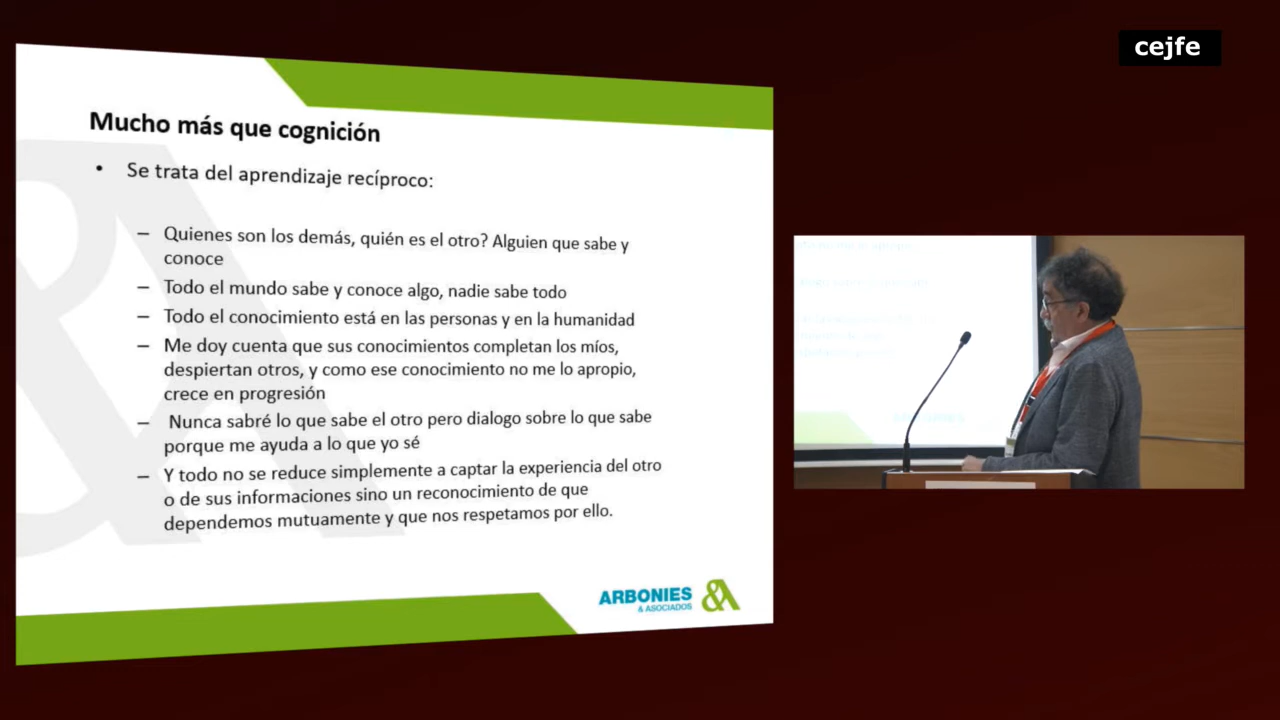 cejfe
Mucho más que cognición
• Se trata del aprendizaje recíproco:
– Quienes son los demás, quién es el otro? Alguien que sabe y
conoce
– Todo el mundo sabe y conoce algo, nadie sabe todo
– Todo el conocimiento está en las personas y en la humanidad
– Me doy cuenta que sus conocimientos completan los míos,
despiertan otros, y como ese conocimiento no me lo apropio,
crece en progresión
– Nunca sabré lo que sabe el otro pero dialogo sobre lo que sabe
porque me ayuda a lo que yo sé
– Y todo no se reduce simplemente a captar la experiencia del otro
o de sus informaciones sino un reconocimiento de que
dependemos mutuamente y que nos respetamos por ello.
ARBONIES
& ASOCIADOS &A